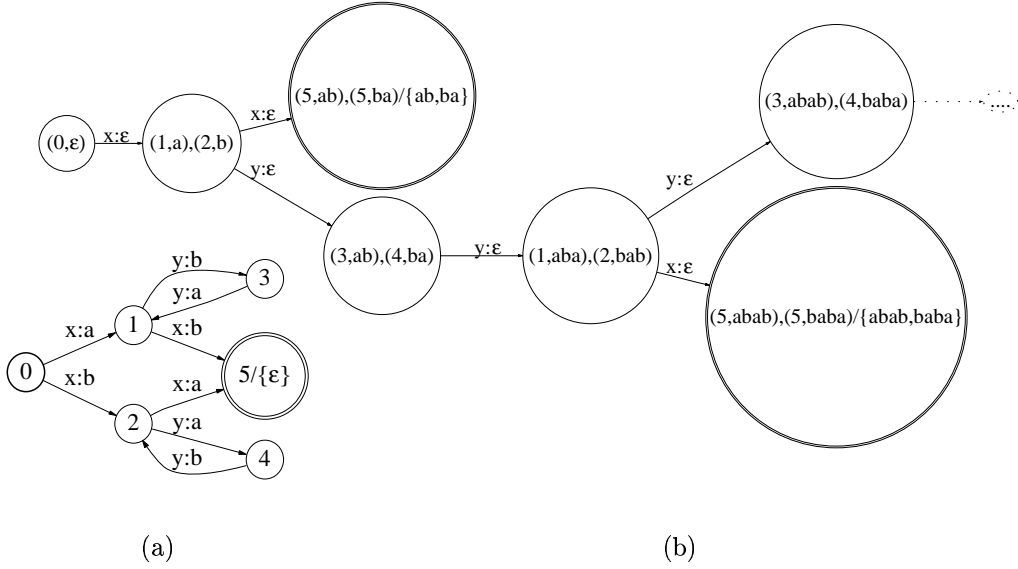 (0,ε)
x:ε
(1,a),(2,b)
x:ε
(5,ab),(5,ba)/{ab,ba}
y:ε
(3,ab),(4,ba)
y:ε
(1,aba),(2,bab)
y:ε
(3,abab),(4,baba)
....
x:ε
(5,abab),(5,baba)/{abab,baba}
0
x:a
x:b
1
y:b
3
y:a
x:b
5/{ε}
2
x:a
y:a
4
y:b
(a)
(b)